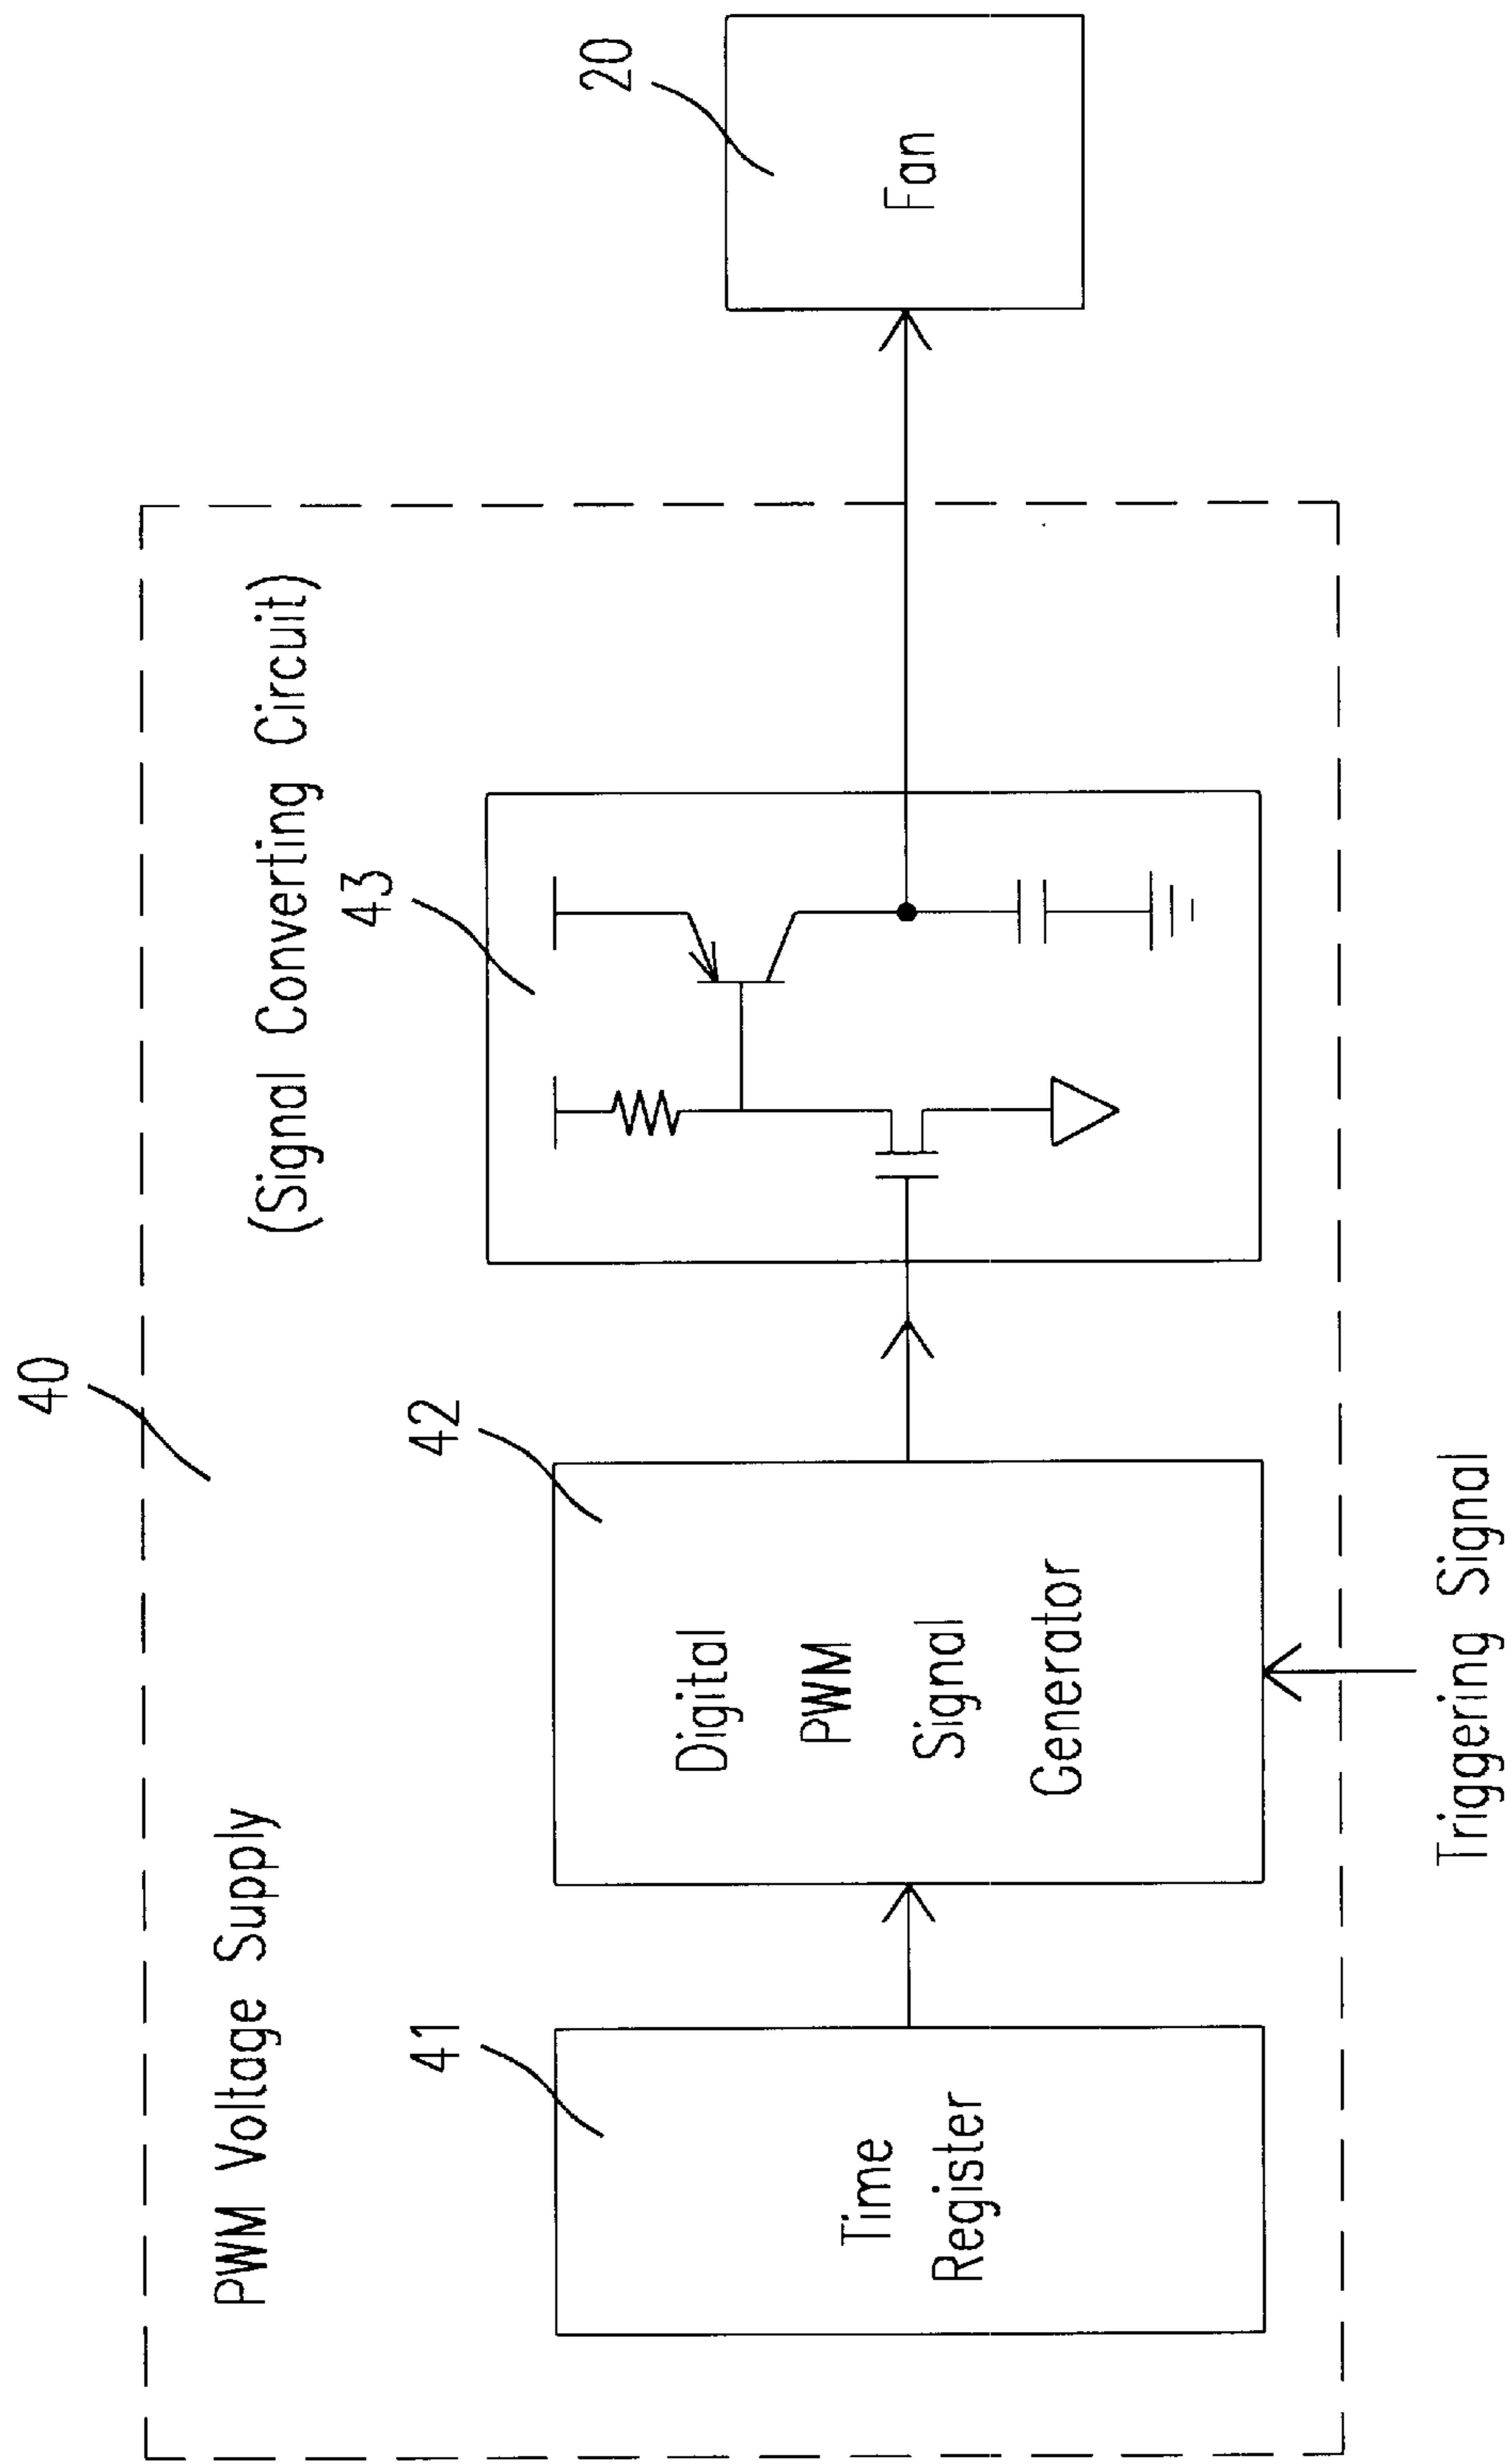 40
PWM Voltage Supply
(Signal Converting Circuit)
41
Time
Register
42
Digital
PWM
Signal
Generator
43
20
Fan
Triggering Signal